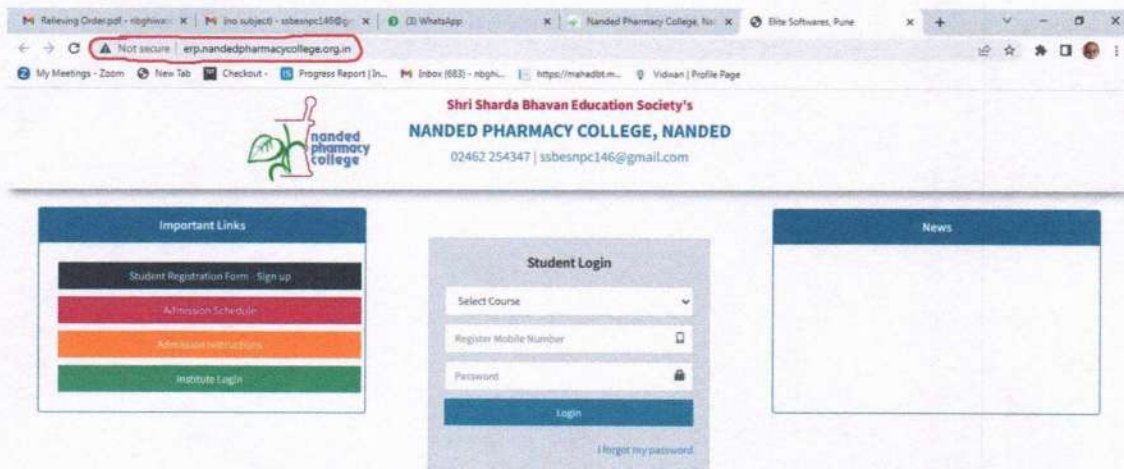 Relieving Order.pdf - nbghiwar
(no subject) - ssbesnpc146@g
(3) WhatsApp
Nanded Pharmacy College, Na
Elite Softwares, Pune
Not secure | erp.nandedpharmacycollege.org.in
My Meetings - Zoom
New Tab
Checkout -
Progress Report | In...
Inbox (683) - nbghi...
https://mahadbt.m...
Vidwan | Profile Page
nanded
pharmacy
college
Shri Sharda Bhavan Education Society's
NANDED PHARMACY COLLEGE, NANDED
02462 254347 | ssbesnpc146@gmail.com
Important Links
Student Registration Form - Sign up
Admission Schedule
Admission Instructions
Institute Login
Student Login
Select Course
Register Mobile Number
Password
Login
I forgot my password
News